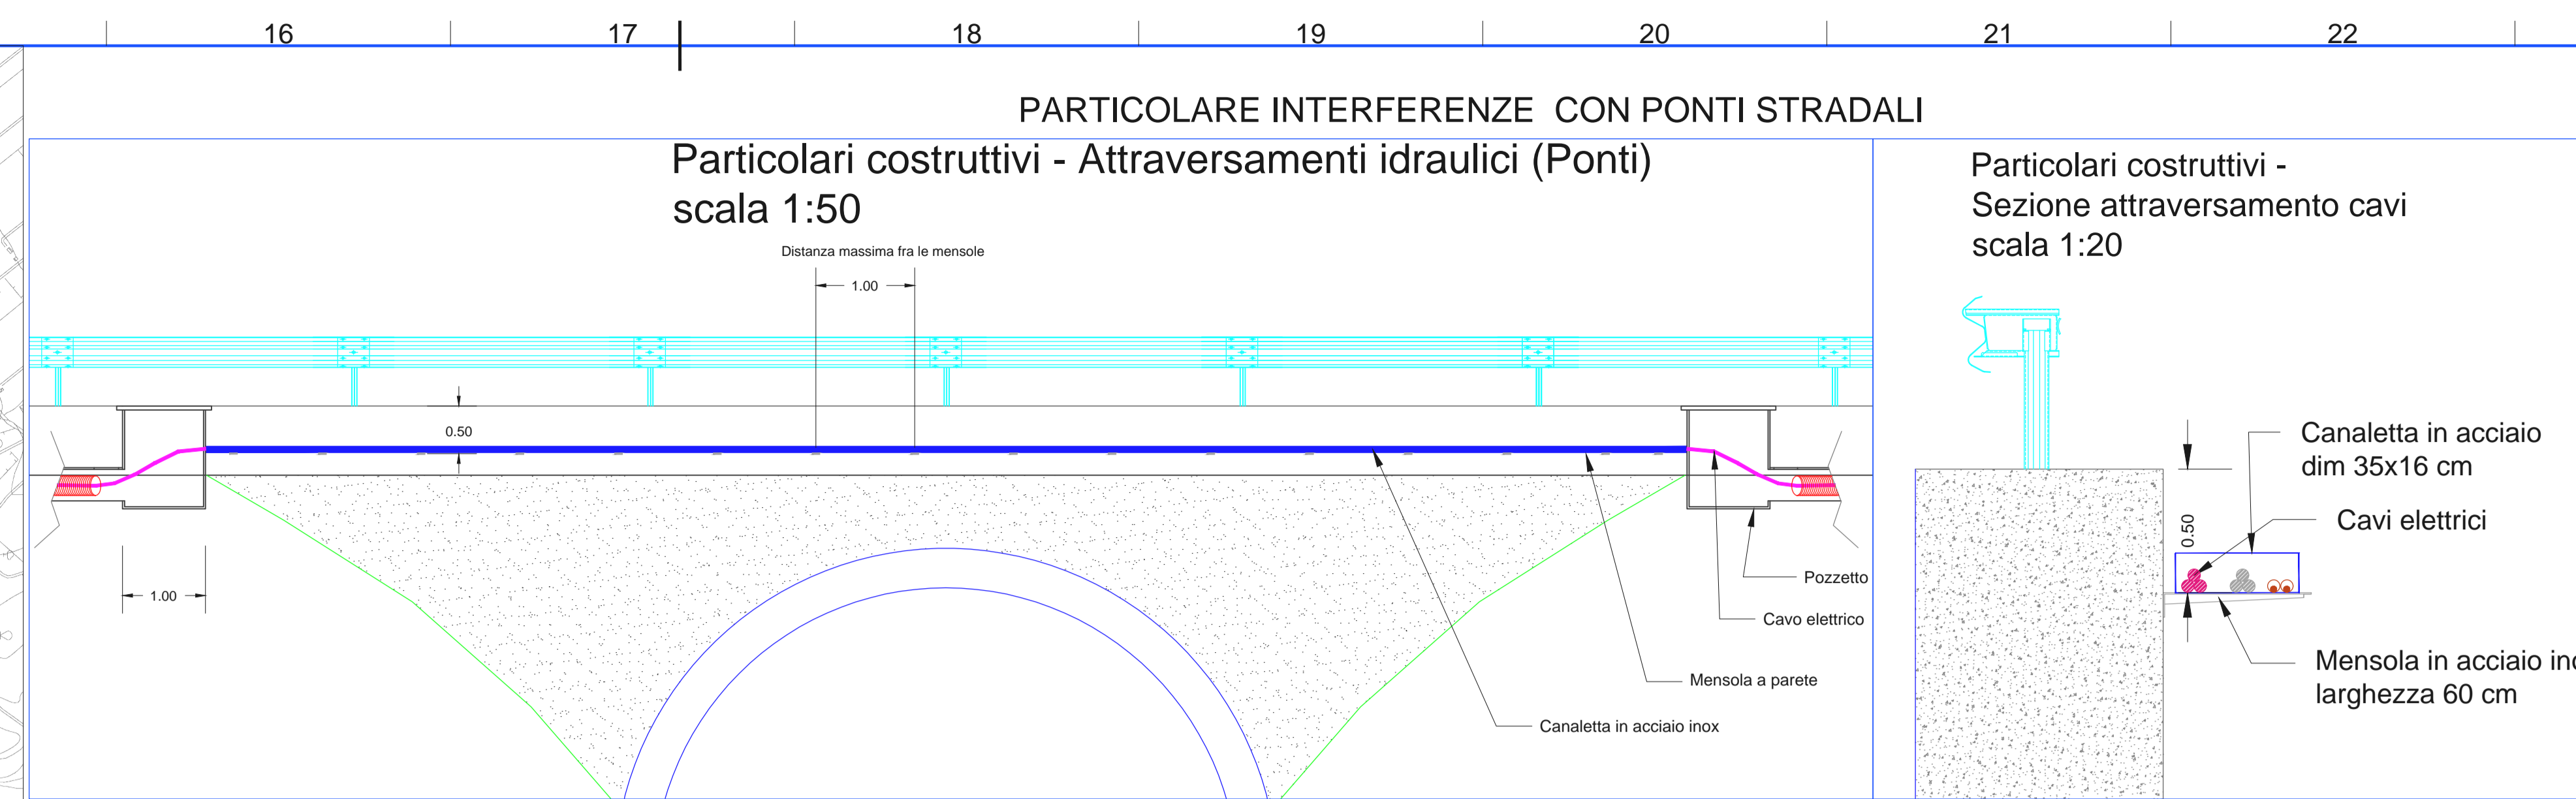 16 17 18 19 20 21 22
PARTICOLARE INTERFERENZE CON PONTI STRADALI
Particolari costruttivi - Attraversamenti idraulici (Ponti)
scala 1:50
Distanza massima fra le mensole
1.00
0.50
1.00
Pozzetto
Cavo elettrico
Mensola a parete
Canaletta in acciaio inox
Particolari costruttivi -
Sezione attraversamento cavi
scala 1:20
Canaletta in acciaio
dim 35x16 cm
Cavi elettrici
0.50
Mensola in acciaio
larghezza 60 cm